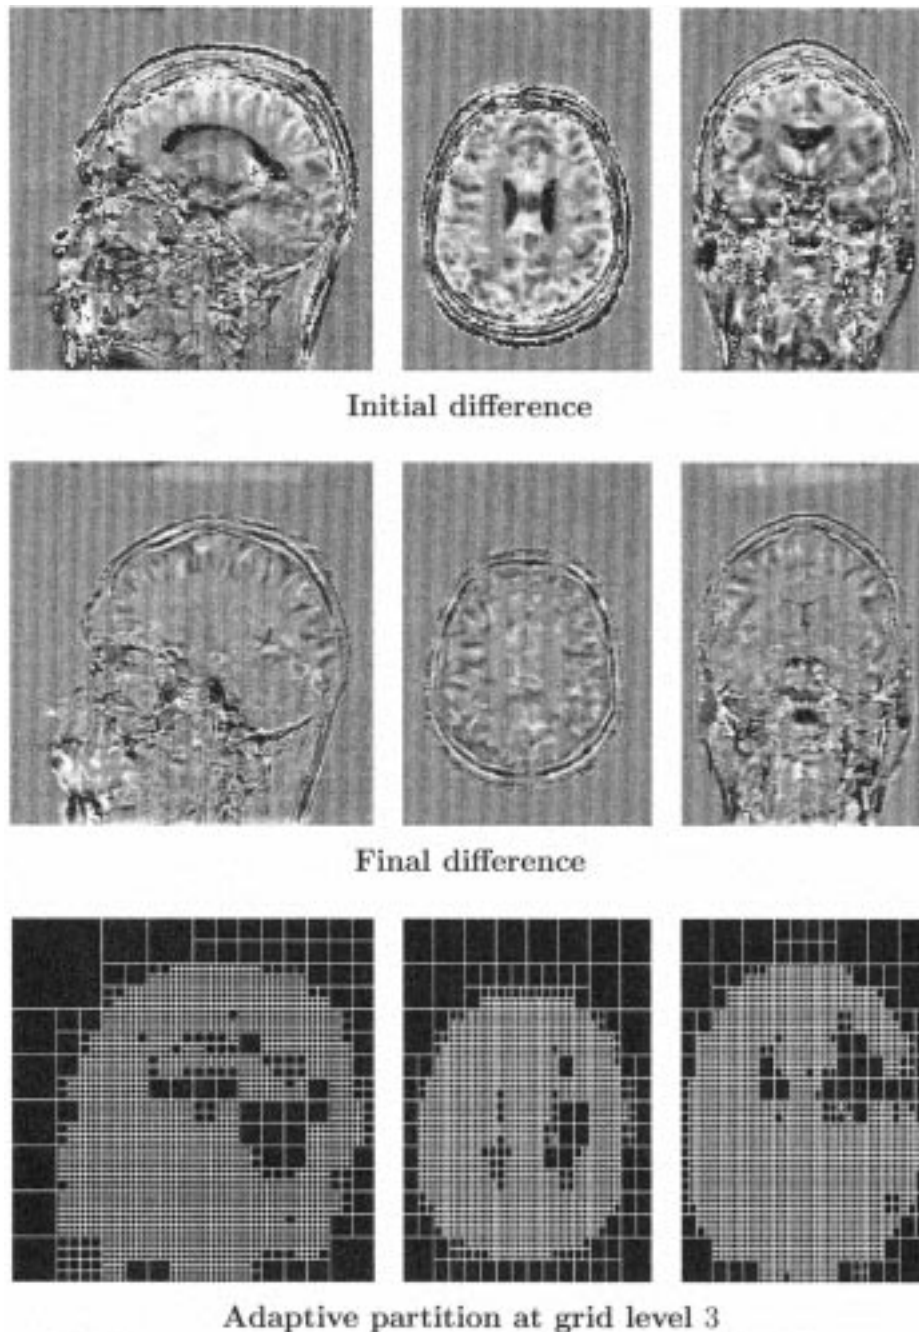 Initial difference
Final difference
Adaptive partition at grid level 3